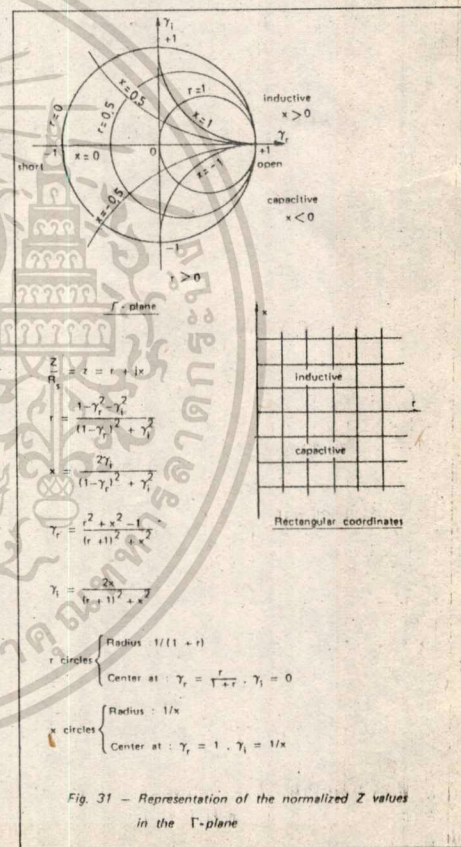 γi
+1
r=0
x=0.5
r=0.5
r=1
x=1
inductive
x > 0
-1
x=0
0
+1
γr
short
open
x=-0.5
x=-1
capacitive
x < 0
-1
r ≥ 0
Γ - plane
Z/Rs = z = r + jx
r = (1-γr²-γi²)/((1-γr)² + γi²)
x = 2γi/((1-γr)² + γi²)
γr = (r² + x² -1)/((r +1)² + x²)
γi = 2x/((r + 1)² + x²)
x
inductive
r
capacitive
Rectangular coordinates
r circles { Radius : 1/(1 + r)
Center at : γr = r/(1 + r) . γi = 0
x circles { Radius : 1/x
Center at : γr = 1 . γi = 1/x
Fig. 31 – Representation of the normalized Z values
in the Γ-plane